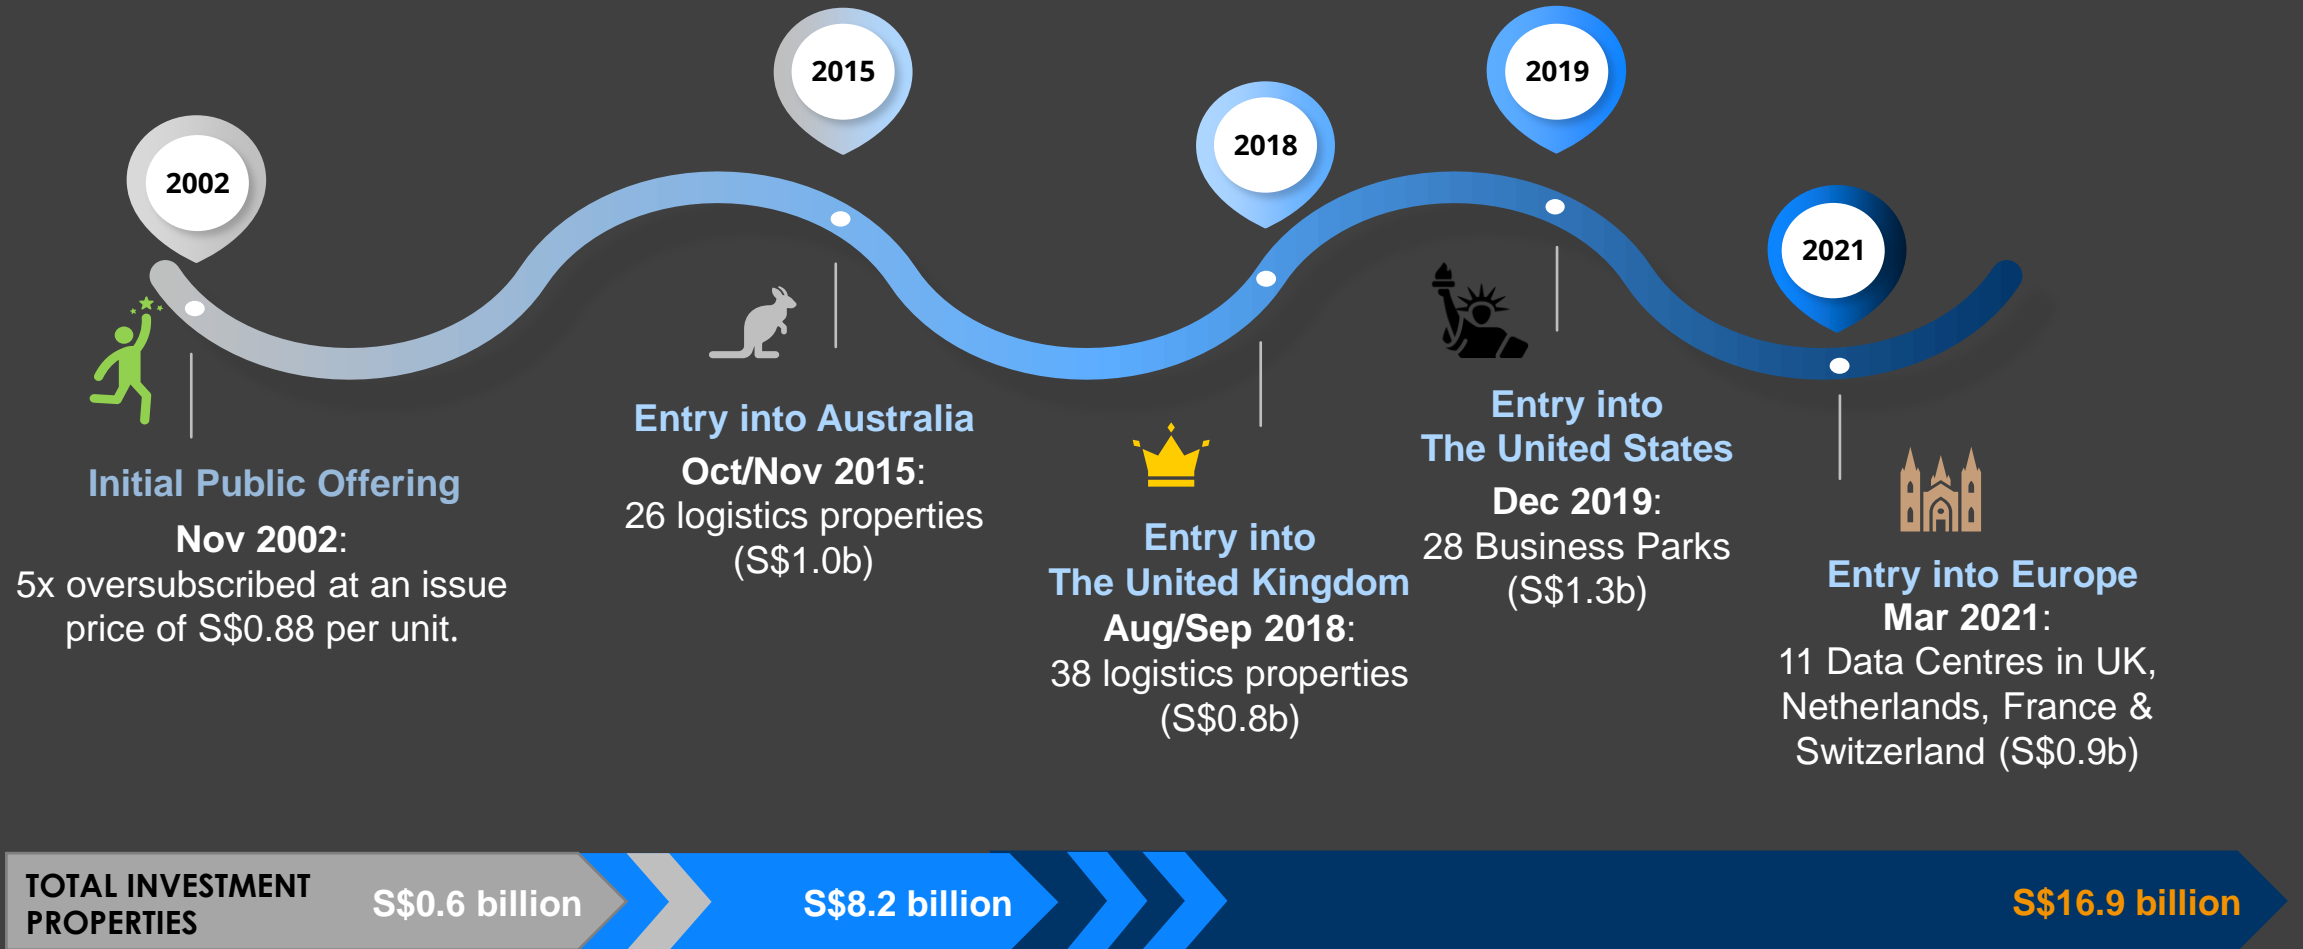 2002
Initial Public Offering
Nov 2002:
5x oversubscribed at an issue
price of S$0.88 per unit.
2015
Entry into Australia
Oct/Nov 2015:
26 logistics properties
(S$1.0b)
2018
Entry into
The United Kingdom
Aug/Sep 2018:
38 logistics properties
(S$0.8b)
2019
Entry into
The United States
Dec 2019:
28 Business Parks
(S$1.3b)
2021
Entry into Europe
Mar 2021:
11 Data Centres in UK,
Netherlands, France &
Switzerland (S$0.9b)
TOTAL INVESTMENT
PROPERTIES
S$0.6 billion
S$8.2 billion
S$16.9 billion